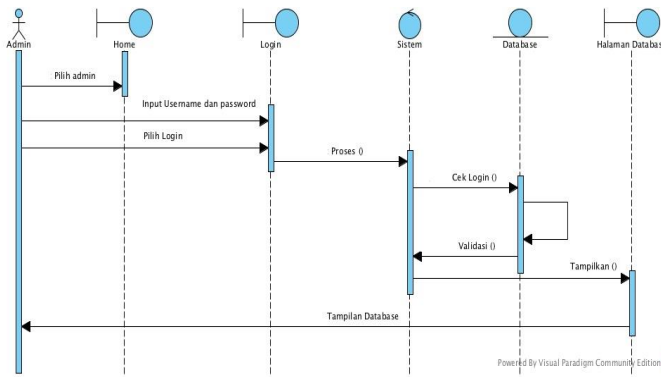 Admin
Home
Login
Sistem
Database
Halaman Databas
Pilih admin
Input Username dan password
Pilih Login
Proses ()
Cek Login ()
Validasi ()
Tampilkan ()
Tampilan Database
Powered By Visual Paradigm Community Edition